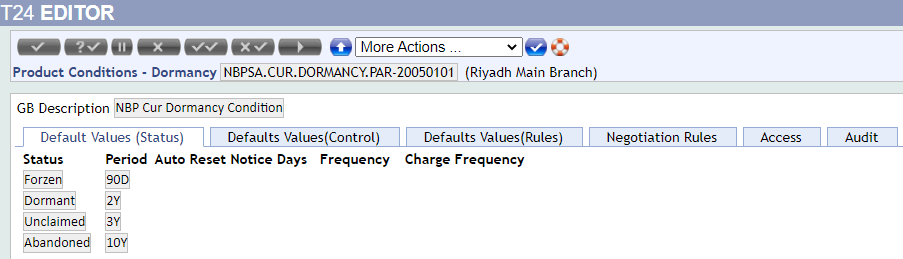 T24 EDITOR
More Actions ...
Product Conditions - Dormancy NBPSA.CUR.DORMANCY.PAR-20050101 (Riyadh Main Branch)
GB Description NBP Cur Dormancy Condition
Default Values (Status) Defaults Values(Control) Defaults Values(Rules) Negotiation Rules Access Audit
Status Period Auto Reset Notice Days Frequency Charge Frequency
Forzen 90D
Dormant 2Y
Unclaimed 3Y
Abandoned 10Y